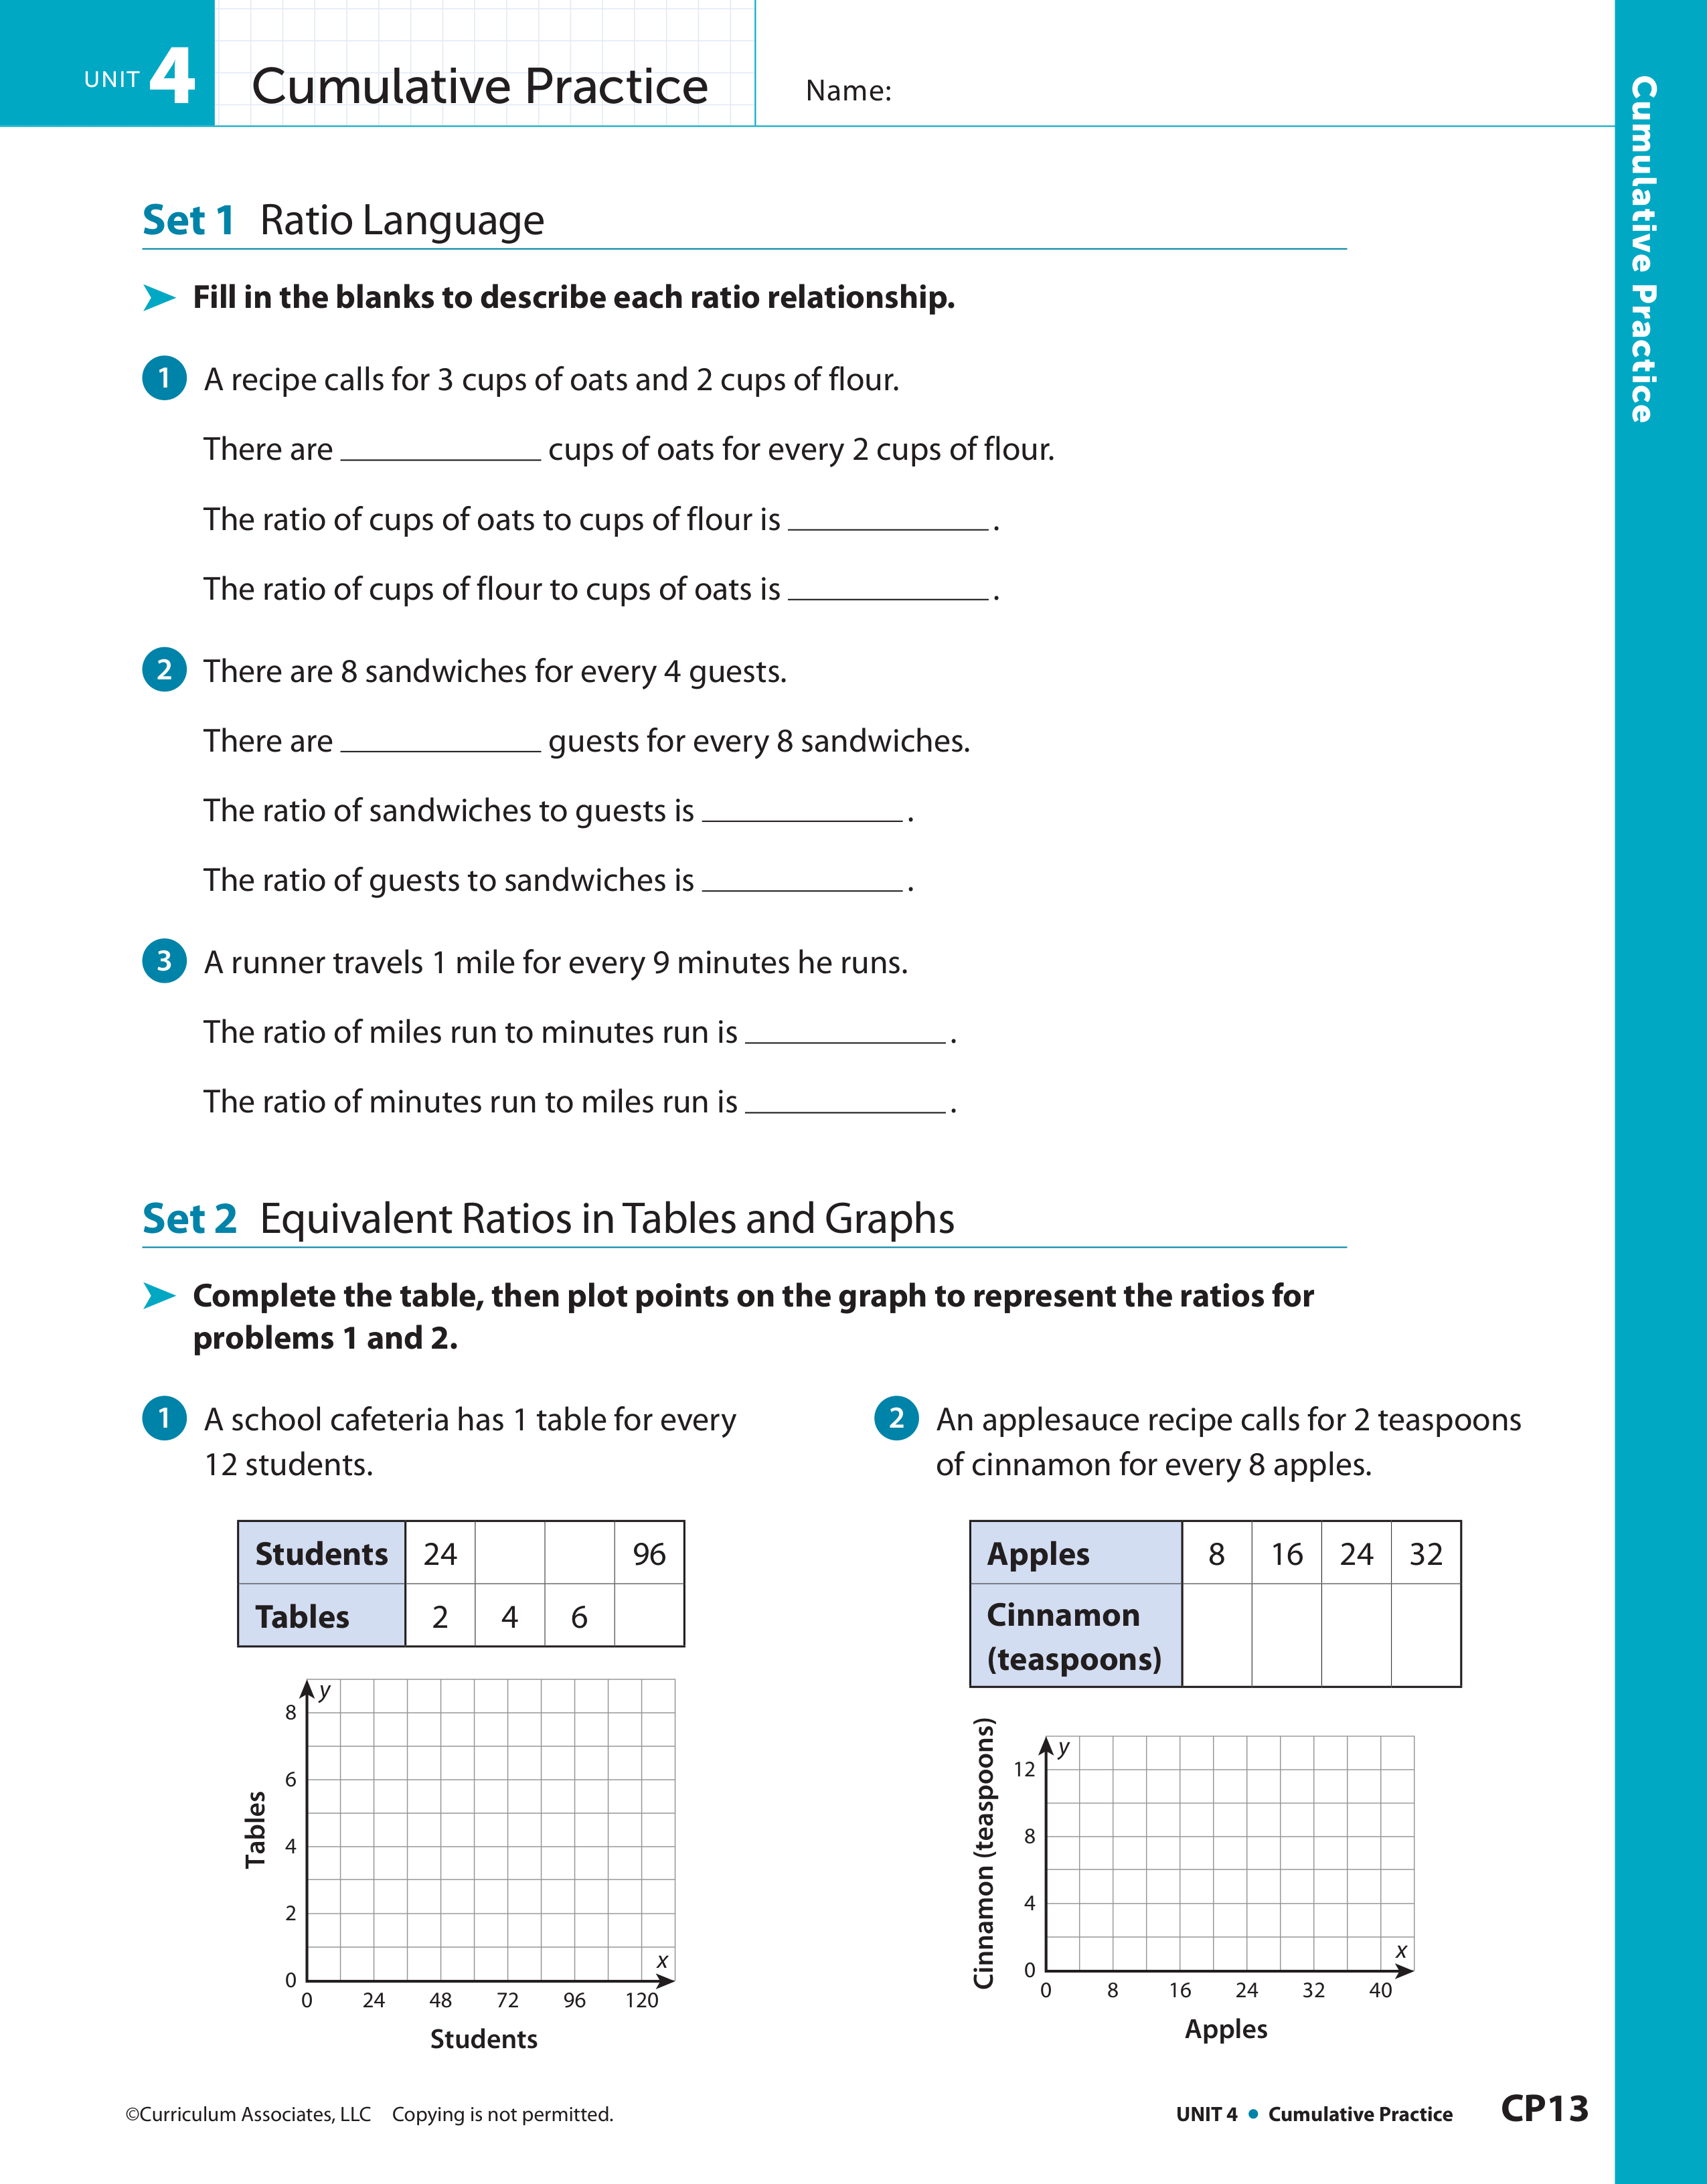 UNIT 4 Cumulative Practice Name:
Cumulative Practice
Set 1 Ratio Language
Fill in the blanks to describe each ratio relationship.
1 A recipe calls for 3 cups of oats and 2 cups of flour.
There are ____________ cups of oats for every 2 cups of flour.
The ratio of cups of oats to cups of flour is ____________.
The ratio of cups of flour to cups of oats is ____________.
2 There are 8 sandwiches for every 4 guests.
There are ____________ guests for every 8 sandwiches.
The ratio of sandwiches to guests is ____________.
The ratio of guests to sandwiches is ____________.
3 A runner travels 1 mile for every 9 minutes he runs.
The ratio of miles run to minutes run is ____________.
The ratio of minutes run to miles run is ____________.
Set 2 Equivalent Ratios in Tables and Graphs
Complete the table, then plot points on the graph to represent the ratios for
problems 1 and 2.
1 A school cafeteria has 1 table for every
12 students.
Students 24 96
Tables 2 4 6
y
8
6
4
2
0
Tables
x
0 24 48 72 96 120
Students
2 An applesauce recipe calls for 2 teaspoons
of cinnamon for every 8 apples.
Apples 8 16 24 32
Cinnamon
(teaspoons)
y
12
8
4
0
Cinnamon (teaspoons)
x
0 8 16 24 32 40
Apples
©Curriculum Associates, LLC Copying is not permitted.
UNIT 4 • Cumulative Practice CP13